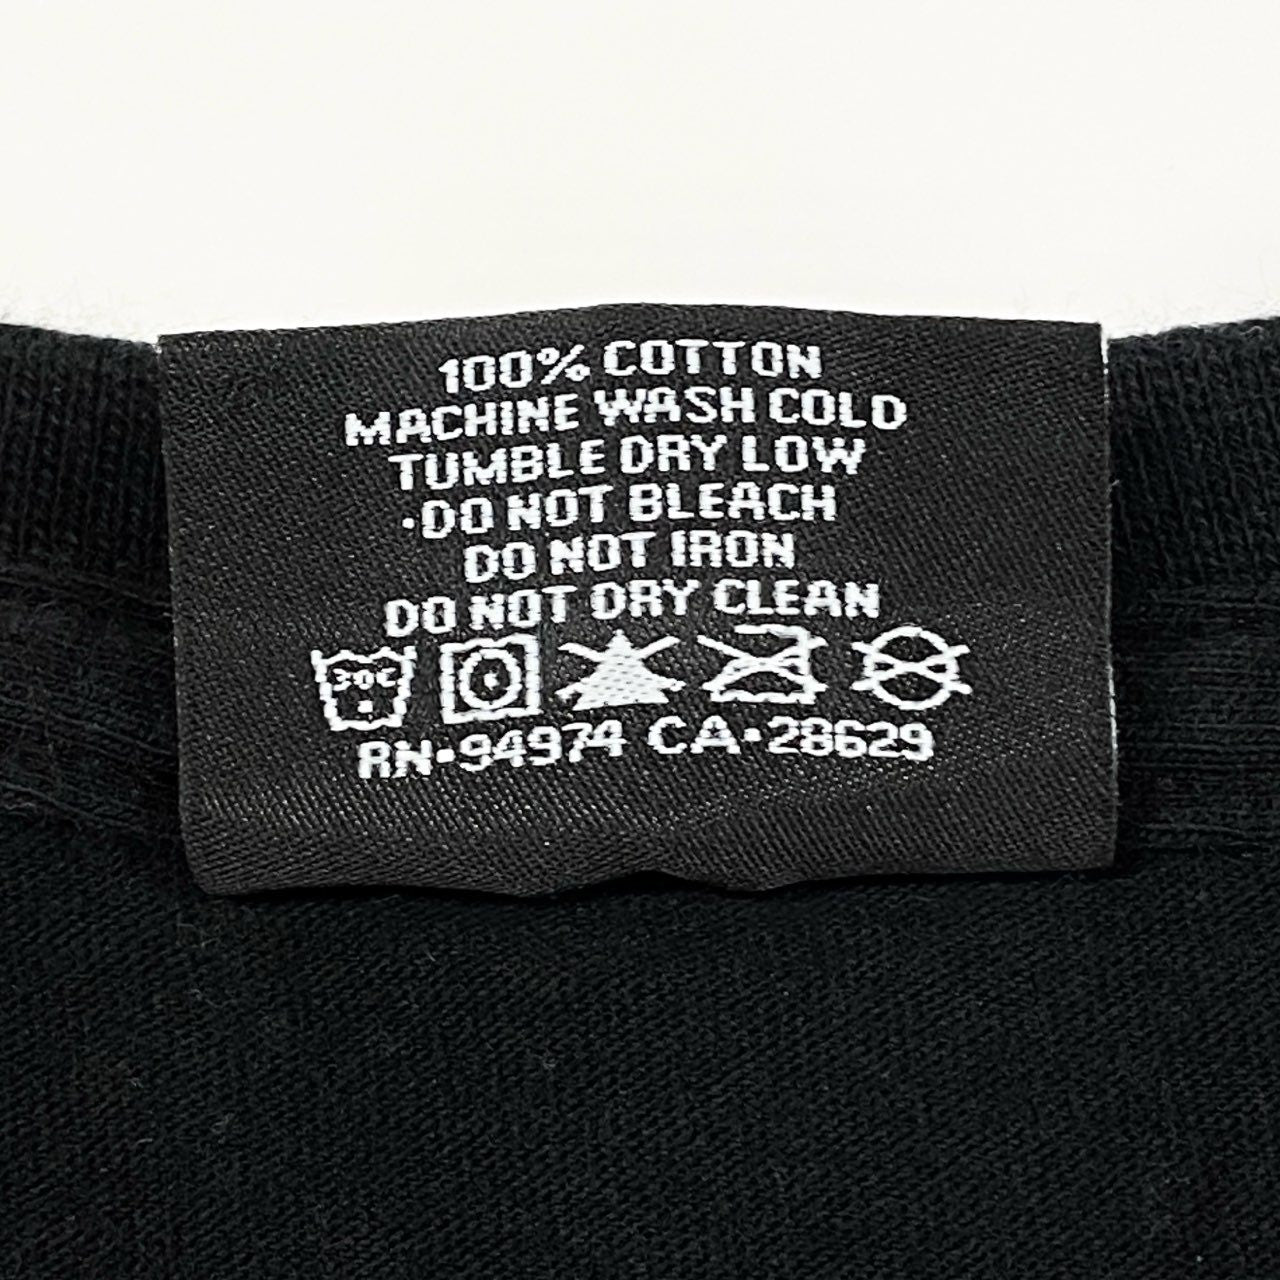 100% COTTON
MACHINE WASH COLD
TUMBLE DRY LOW
·DO NOT BLEACH
DO NOT IRON
DO NOT DRY CLEAN
30C
RN·94974 CA·28629